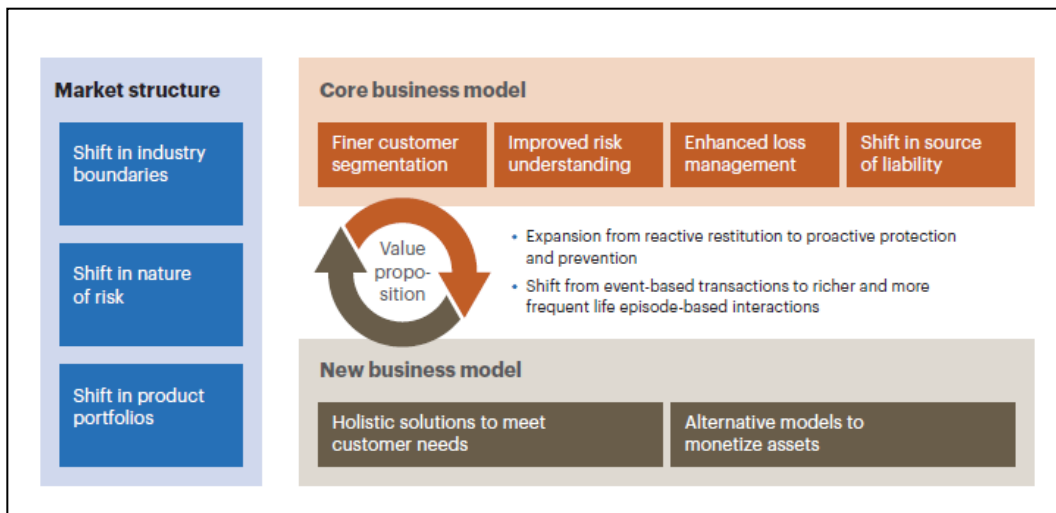 Market structure
Shift in industry
boundaries
Shift in nature
of risk
Shift in product
portfolios
Core business model
Finer customer
segmentation
Improved risk
understanding
Enhanced loss
management
Shift in source
of liability
Value
propo-
sition
• Expansion from reactive restitution to proactive protection
and prevention
• Shift from event-based transactions to richer and more
frequent life episode-based interactions
New business model
Holistic solutions to meet
customer needs
Alternative models to
monetize assets